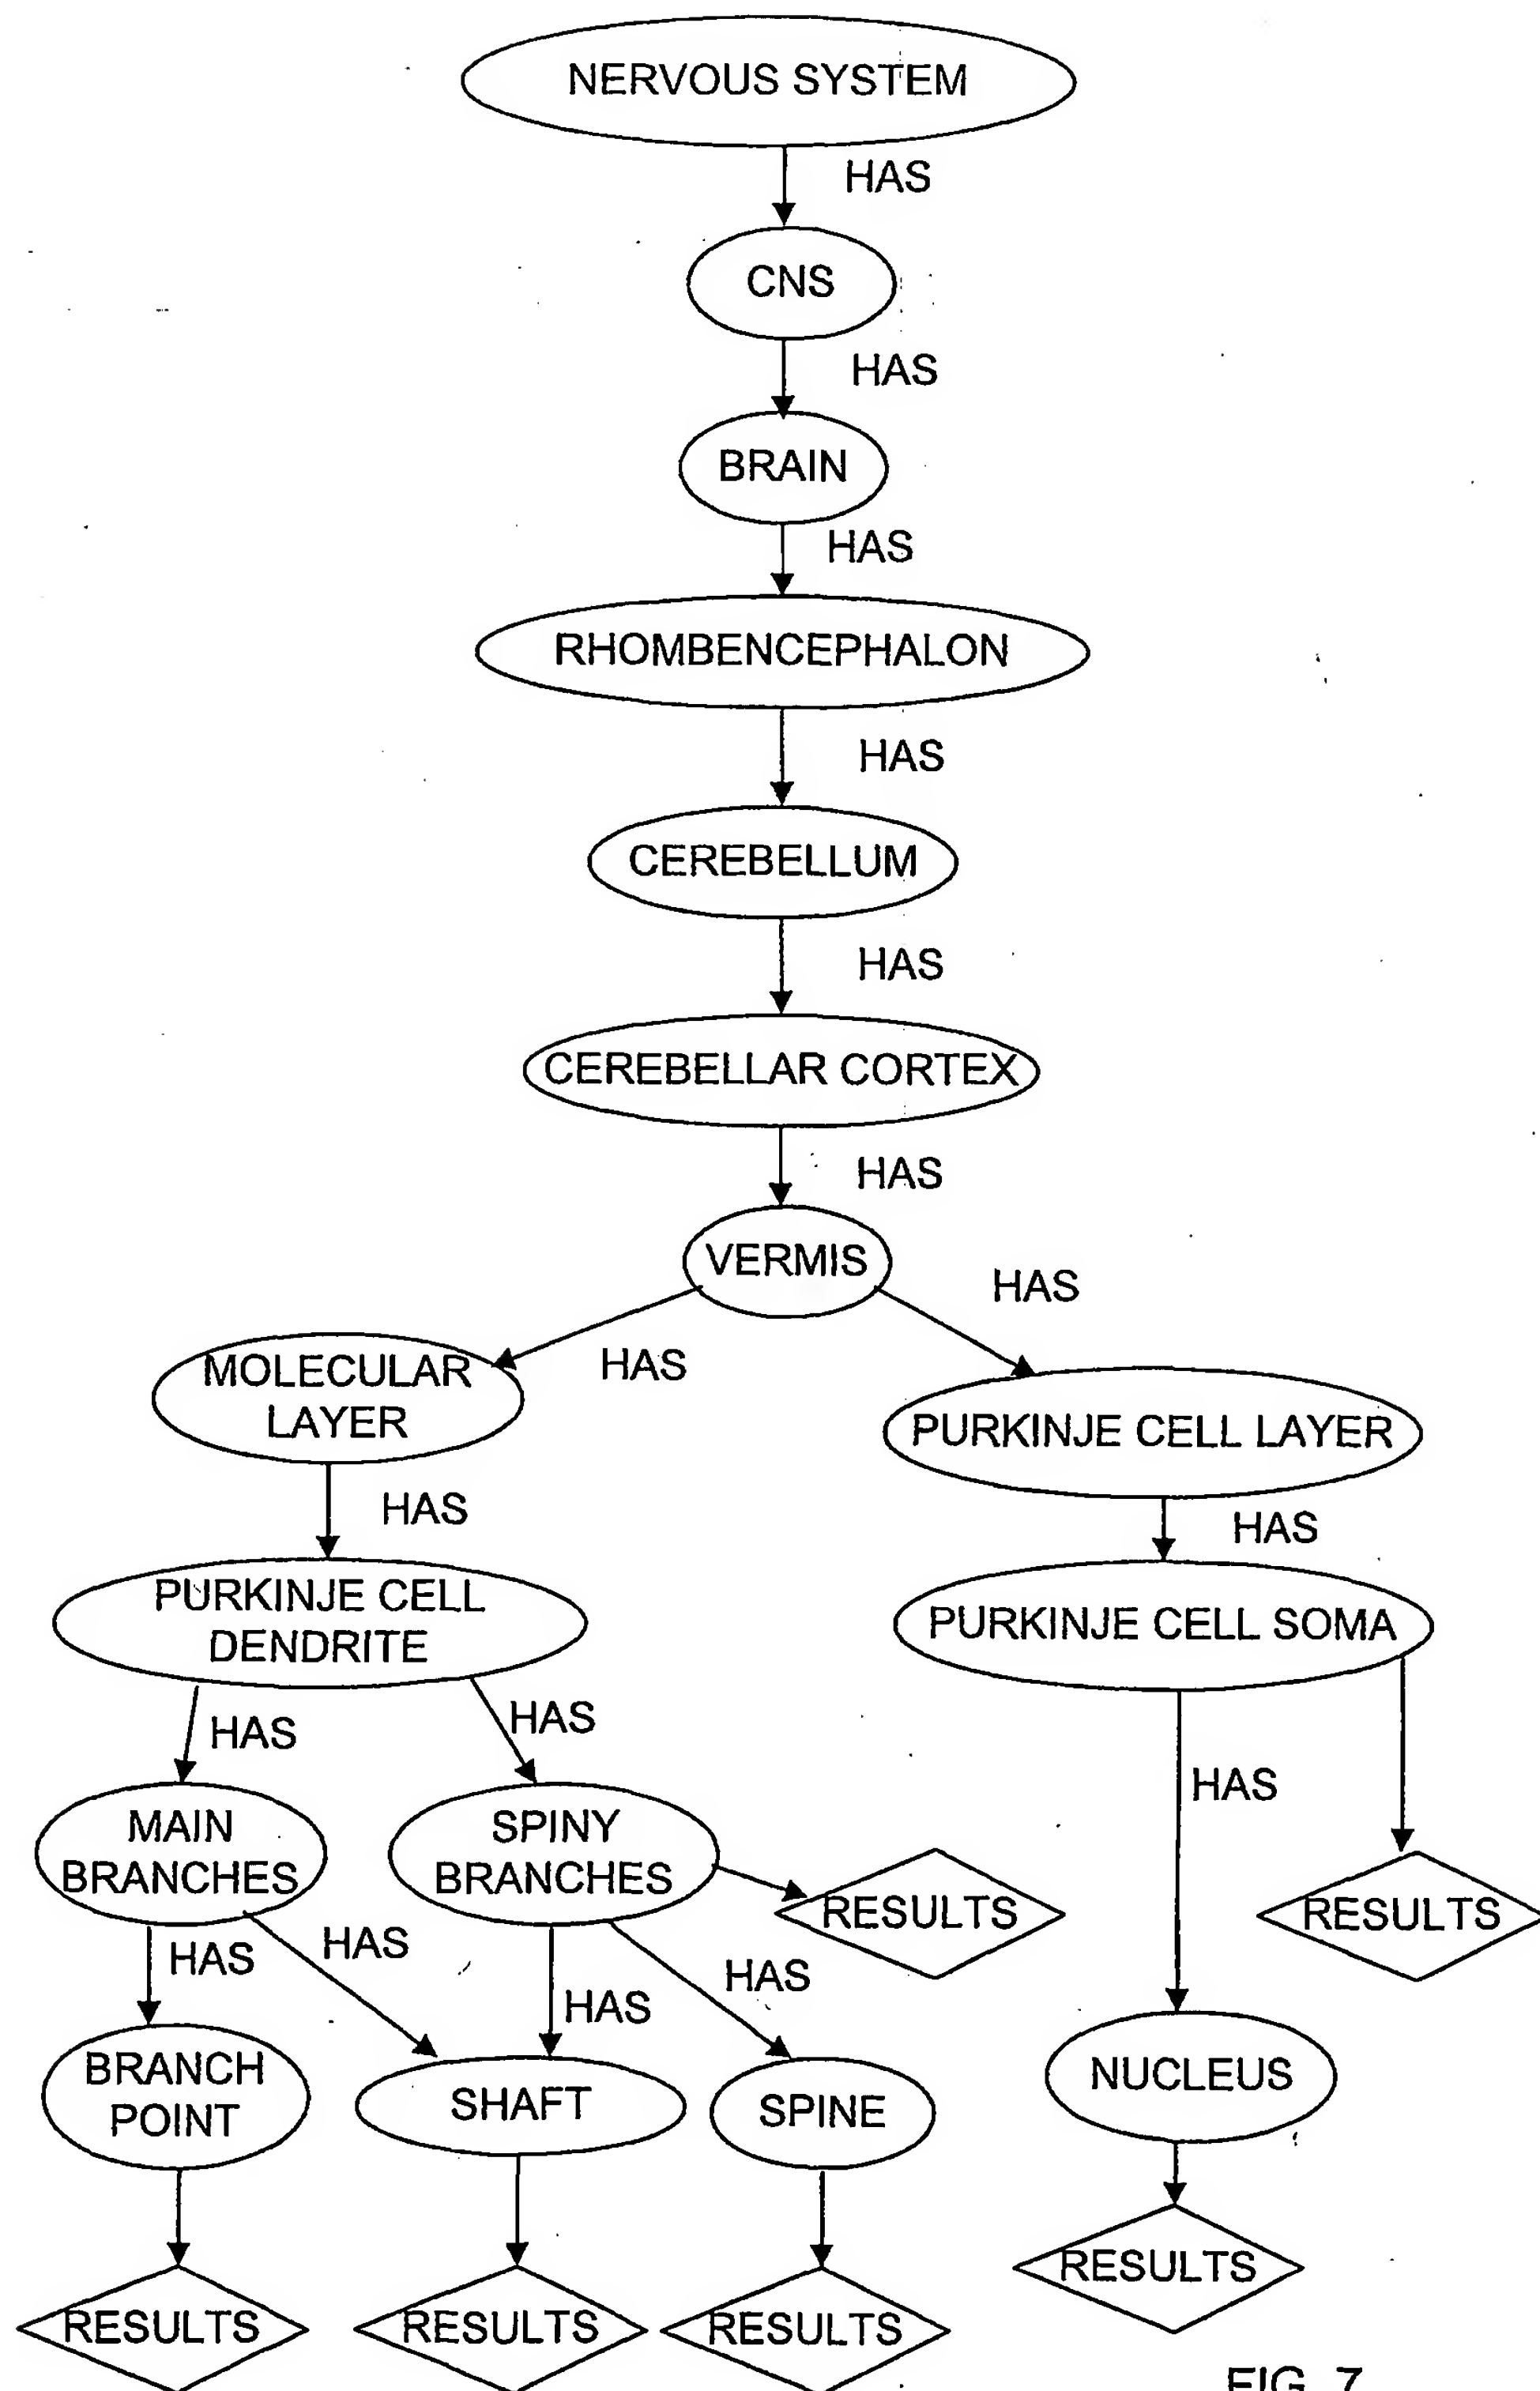 NERVOUS SYSTEM
HAS
CNS
HAS
BRAIN
HAS
RHOMBENCEPHALON
HAS
CEREBELLUM
HAS
CEREBELLAR CORTEX
HAS
VERMIS
HAS
HAS
MOLECULAR
LAYER
PURKINJE CELL LAYER
HAS
HAS
PURKINJE CELL
DENDRITE
PURKINJE CELL SOMA
HAS
HAS
HAS
MAIN
BRANCHES
SPINY
BRANCHES
RESULTS
RESULTS
HAS
HAS
HAS
HAS
BRANCH
POINT
SHAFT
SPINE
NUCLEUS
RESULTS
RESULTS
RESULTS
RESULTS
FIG. 7